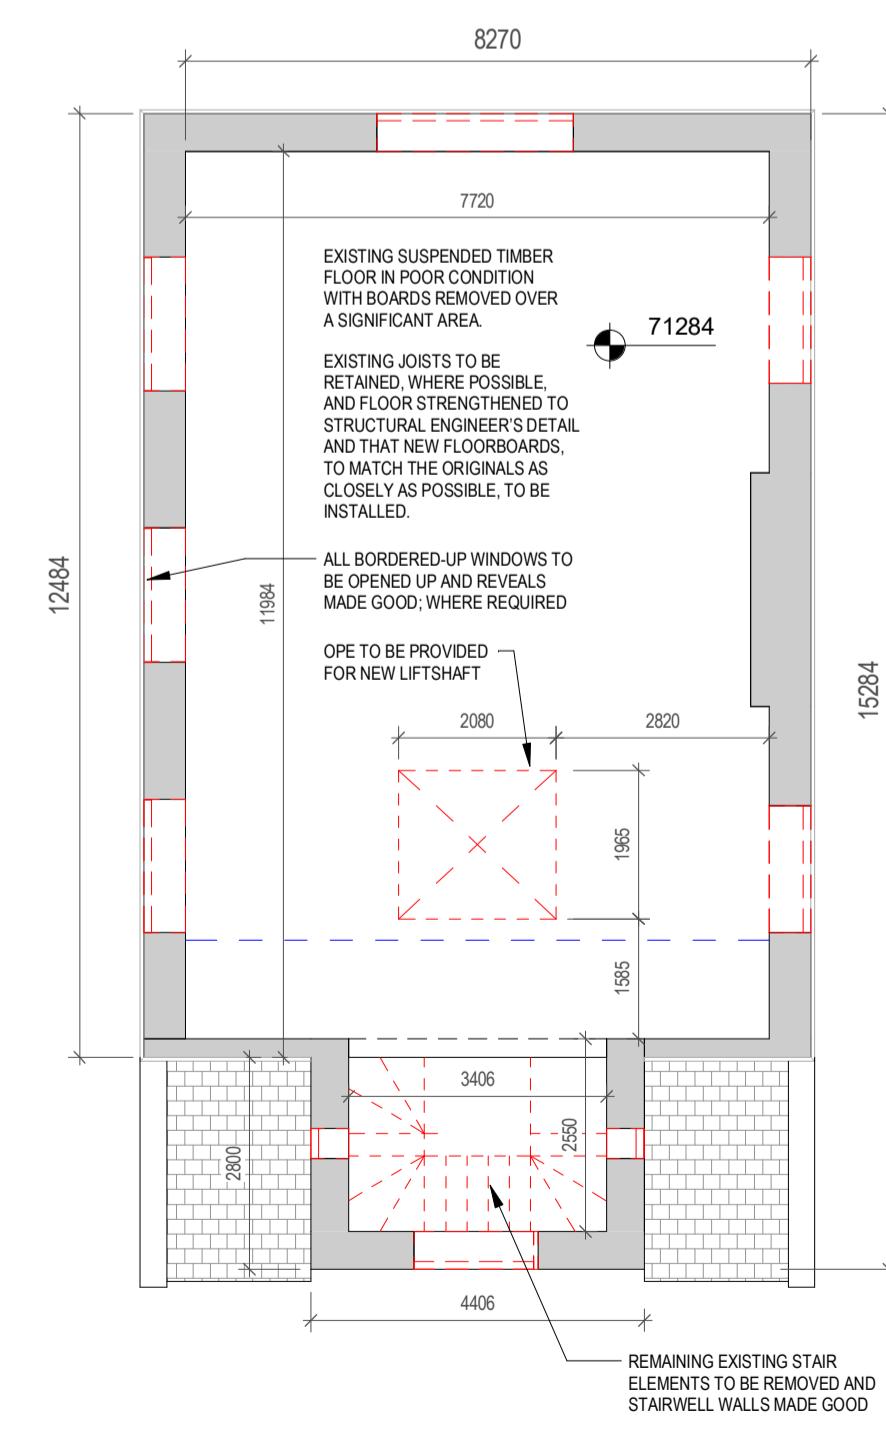 8270
7720
EXISTING SUSPENDED TIMBER
FLOOR IN POOR CONDITION
WITH BOARDS REMOVED OVER
A SIGNIFICANT AREA.
71284
EXISTING JOISTS TO BE
RETAINED, WHERE POSSIBLE,
AND FLOOR STRENGTHENED TO
STRUCTURAL ENGINEER'S DETAIL
AND THAT NEW FLOORBOARDS,
TO MATCH THE ORIGINALS AS
CLOSELY AS POSSIBLE, TO BE
INSTALLED.
12484
11984
ALL BORDERED-UP WINDOWS TO
BE OPENED UP AND REVEALS
MADE GOOD; WHERE REQUIRED
OPE TO BE PROVIDED
FOR NEW LIFTSHAFT
15284
2080
2820
1965
1585
3406
2550
2800
4406
REMAINING EXISTING STAIR
ELEMENTS TO BE REMOVED AND
STAIRWELL WALLS MADE GOOD